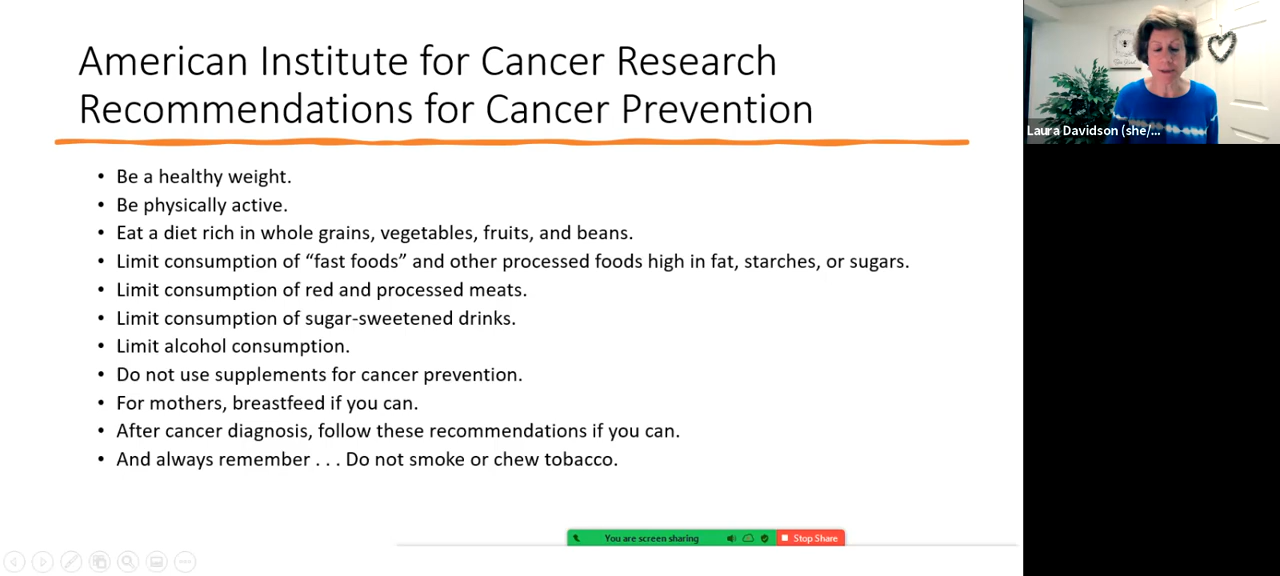 American Institute for Cancer Research
Recommendations for Cancer Prevention
• Be a healthy weight.
• Be physically active.
• Eat a diet rich in whole grains, vegetables, fruits, and beans.
• Limit consumption of “fast foods” and other processed foods high in fat, starches, or sugars.
• Limit consumption of red and processed meats.
• Limit consumption of sugar-sweetened drinks.
• Limit alcohol consumption.
• Do not use supplements for cancer prevention.
• For mothers, breastfeed if you can.
• After cancer diagnosis, follow these recommendations if you can.
• And always remember . . . Do not smoke or chew tobacco.
You are screen sharing
Stop Share
Laura Davidson (she/...